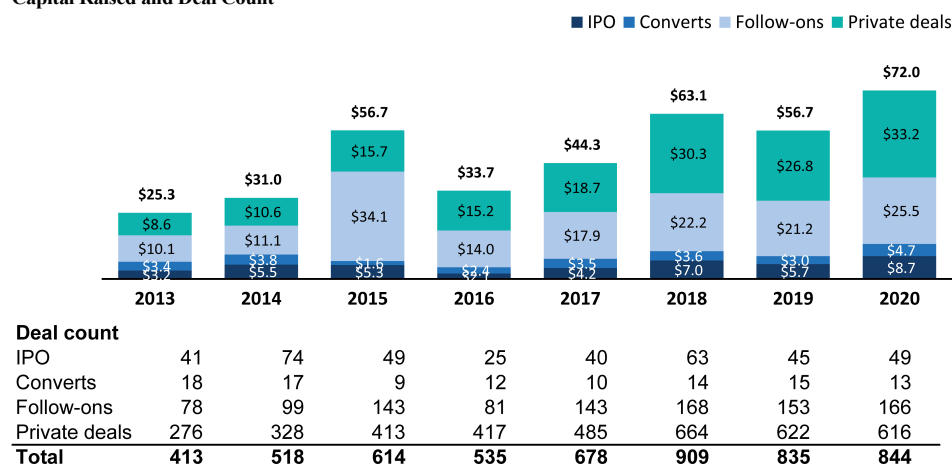 Capital Raised and Deal Count
IPO Converts Follow-ons Private deals
$72.0
$63.1
$56.7 $56.7
$44.3
$33.7
$31.0
$25.3
$8.6 $10.6 $15.7 $15.2 $18.7 $30.3 $26.8 $33.2
$10.1 $11.1 $34.1 $14.0 $17.9 $22.2 $21.2 $25.5
$3.4 $3.8 $1.6 $2.4 $3.5 $3.6 $3.0 $4.7
$3.2 $5.5 $5.3 $4.2 $7.0 $5.7 $8.7
2013 2014 2015 2016 2017 2018 2019 2020
Deal count
IPO 41 74 49 25 40 63 45 49
Converts 18 17 9 12 10 14 15 13
Follow-ons 78 99 143 81 143 168 153 166
Private deals 276 328 413 417 485 664 622 616
Total 413 518 614 535 678 909 835 844